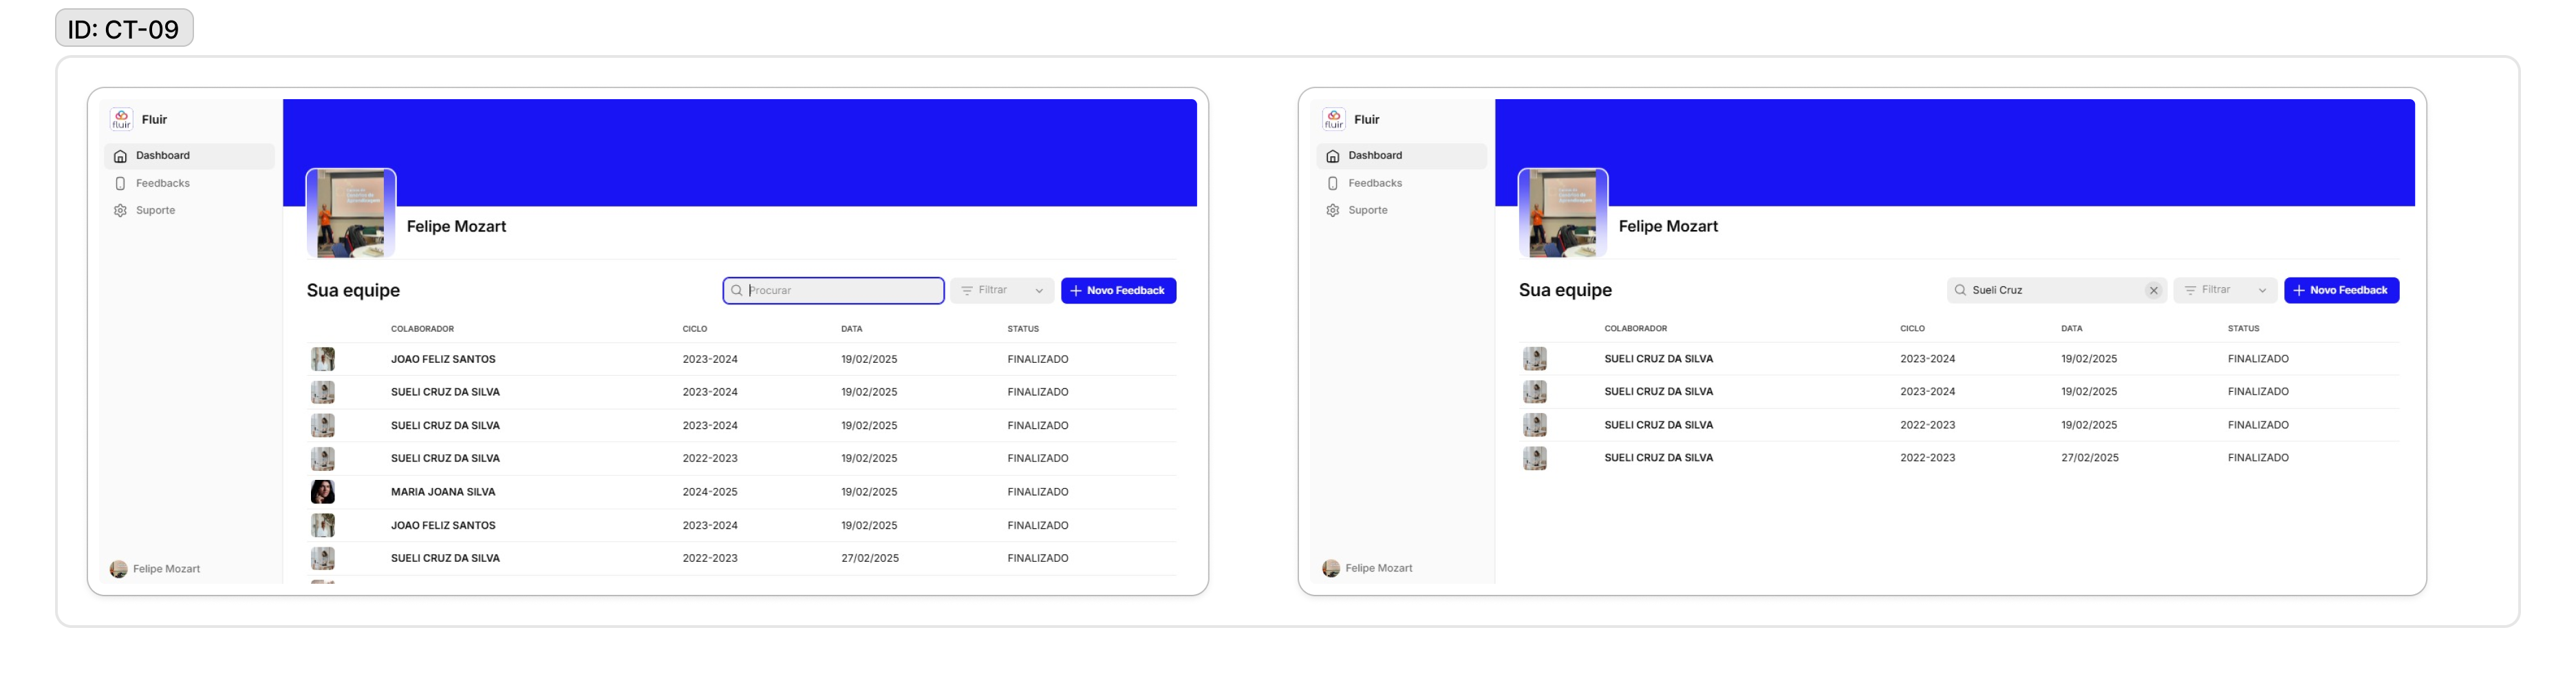 ID: CT-09
fluir
Fluir
Dashboard
Feedbacks
Suporte
Felipe Mozart
Sua equipe
Procurar
Filtrar
Novo Feedback
COLABORADOR CICLO DATA STATUS
JOAO FELIZ SANTOS 2023-2024 19/02/2025 FINALIZADO
SUELI CRUZ DA SILVA 2023-2024 19/02/2025 FINALIZADO
SUELI CRUZ DA SILVA 2023-2024 19/02/2025 FINALIZADO
SUELI CRUZ DA SILVA 2022-2023 19/02/2025 FINALIZADO
MARIA JOANA SILVA 2024-2025 19/02/2025 FINALIZADO
JOAO FELIZ SANTOS 2023-2024 19/02/2025 FINALIZADO
SUELI CRUZ DA SILVA 2022-2023 27/02/2025 FINALIZADO
Felipe Mozart
fluir
Fluir
Dashboard
Feedbacks
Suporte
Felipe Mozart
Sua equipe
Sueli Cruz
Filtrar
Novo Feedback
COLABORADOR CICLO DATA STATUS
SUELI CRUZ DA SILVA 2023-2024 19/02/2025 FINALIZADO
SUELI CRUZ DA SILVA 2023-2024 19/02/2025 FINALIZADO
SUELI CRUZ DA SILVA 2022-2023 19/02/2025 FINALIZADO
SUELI CRUZ DA SILVA 2022-2023 27/02/2025 FINALIZADO
Felipe Mozart